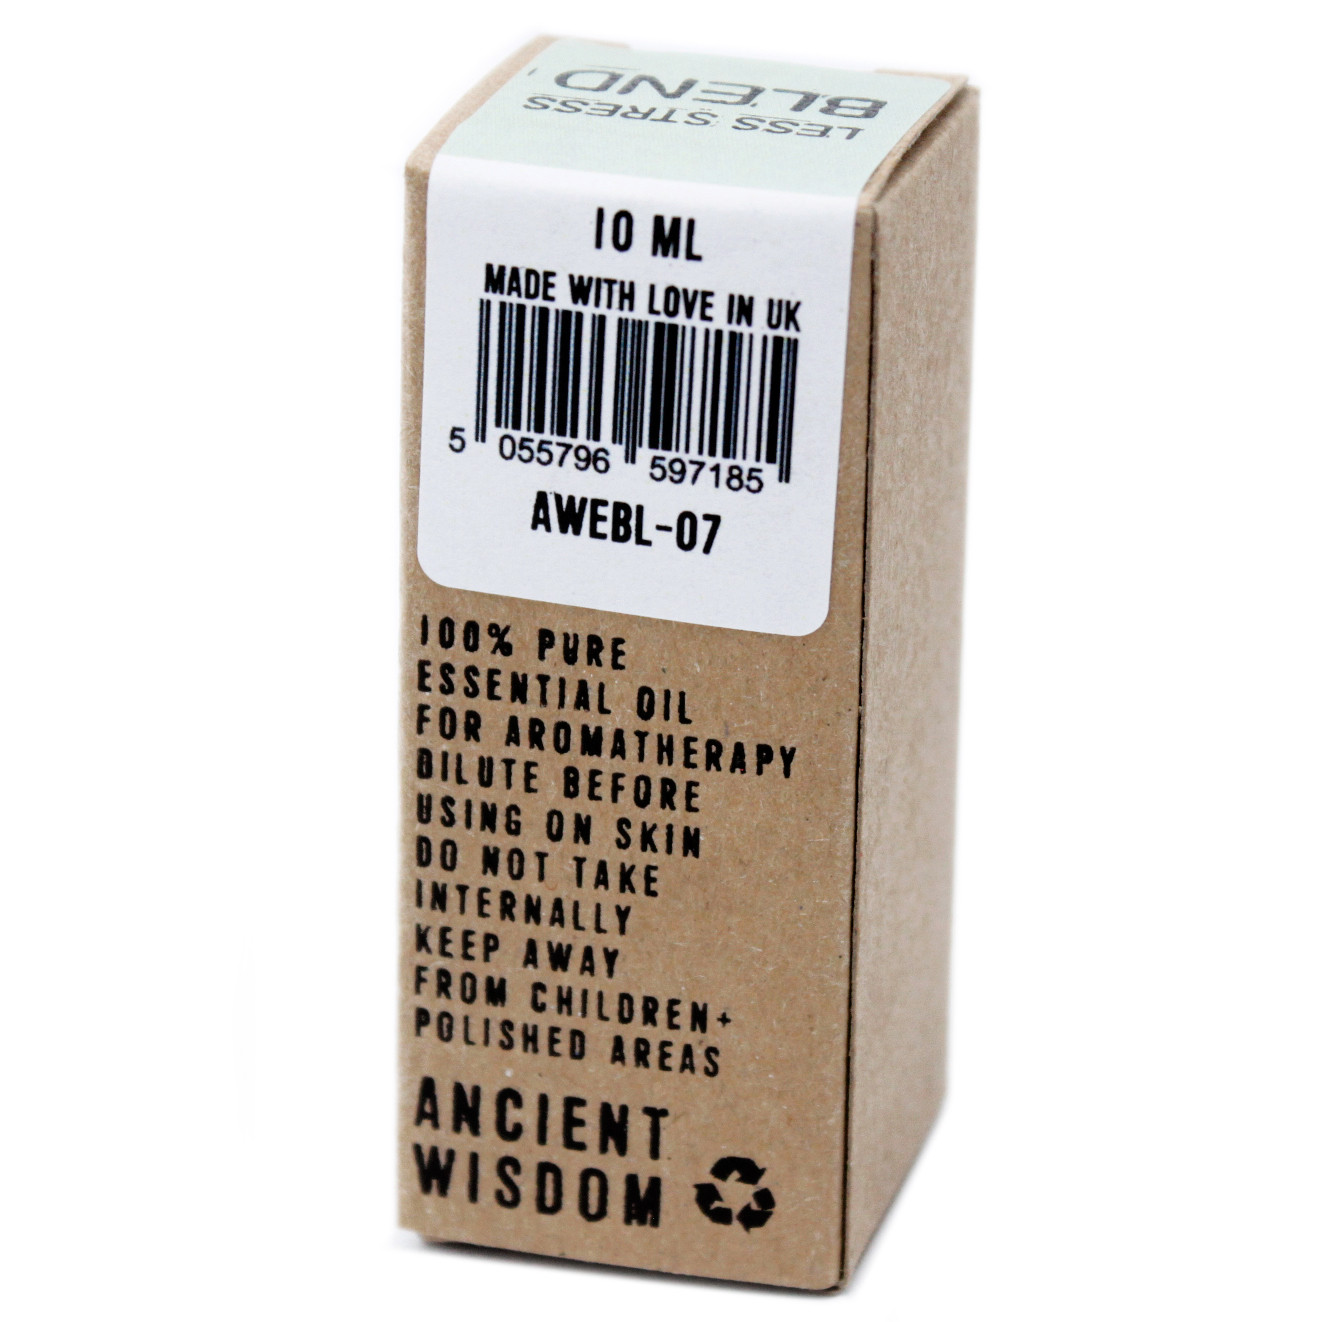 LESS STRESS
BLEND
10 ML
MADE WITH LOVE IN UK
5 055796 597185
AWEBL-07
100% PURE
ESSENTIAL OIL
FOR AROMATHERAPY
DILUTE BEFORE
USING ON SKIN
DO NOT TAKE
INTERNALLY
KEEP AWAY
FROM CHILDREN+
POLISHED AREAS
ANCIENT
WISDOM